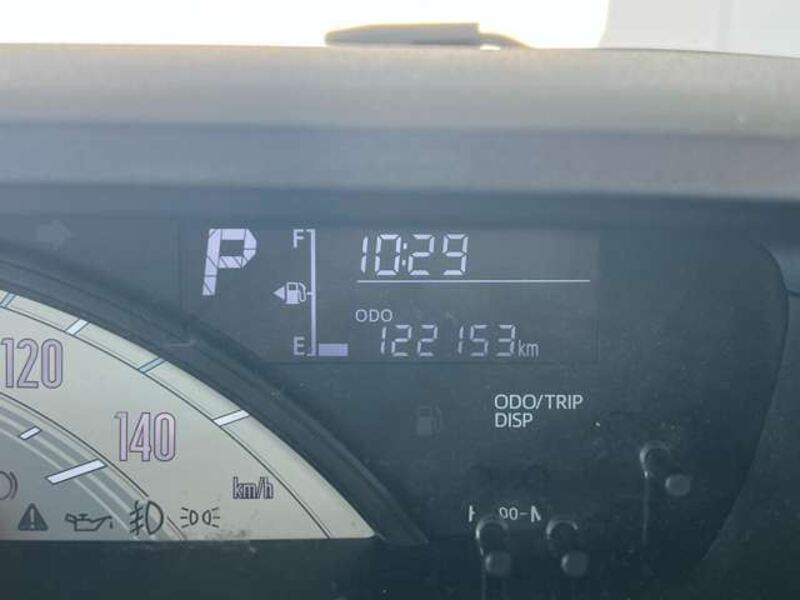 P
F
10:29
ODO
E
122153km
120
140
km/h
ODO/TRIP
DISP